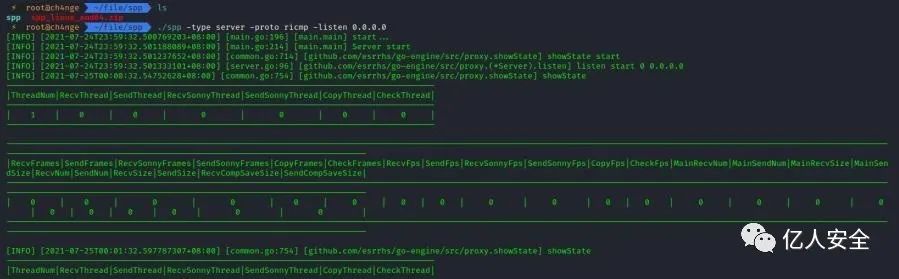 ⚡ root@ch4nge ~/file/spp ls
spp spp_linux_amd64.zip
⚡ root@ch4nge ~/file/spp ./spp -type server -proto ricmp -listen 0.0.0.0
[INFO] [2021-07-24T23:59:32.500769203+08:00] [main.go:196] [main.main] start...
[INFO] [2021-07-24T23:59:32.501188089+08:00] [main.go:214] [main.main] Server start
[INFO] [2021-07-24T23:59:32.501237652+08:00] [common.go:714] [github.com/esrrhs/go-engine/src/proxy.showState] showState start
[INFO] [2021-07-24T23:59:32.501333101+08:00] [server.go:96] [github.com/esrrhs/go-engine/src/proxy.(*Server).listen] listen start 0 0.0.0.0
[INFO] [2021-07-25T00:00:32.54752628+08:00] [common.go:754] [github.com/esrrhs/go-engine/src/proxy.showState] showState
|ThreadNum|RecvThread|SendThread|RecvSonnyThread|SendSonnyThread|CopyThread|CheckThread|
| 1 | 0 | 0 | 0 | 0 | 0 | 0 |
|RecvFrames|SendFrames|RecvSonnyFrames|SendSonnyFrames|CopyFrames|CheckFrames|RecvFps|SendFps|RecvSonnyFps|SendSonnyFps|CopyFps|CheckFps|MainRecvNum|MainSendNum|MainRecvSize|MainSen
dSize|RecvNum|SendNum|RecvSize|SendSize|RecvCompSaveSize|SendCompSaveSize|
| 0 | 0 | 0 | 0 | 0 | 0 | 0 | 0 | 0 | 0 | 0 | 0 | 0 | 0 | 0 | 0
| 0 | 0 | 0 | 0 | 0 | 0 |
[INFO] [2021-07-25T00:01:32.597787307+08:00] [common.go:754] [github.com/esrrhs/go-engine/src/proxy.showState] showState
|ThreadNum|RecvThread|SendThread|RecvSonnyThread|SendSonnyThread|CopyThread|CheckThread|
亿人安全